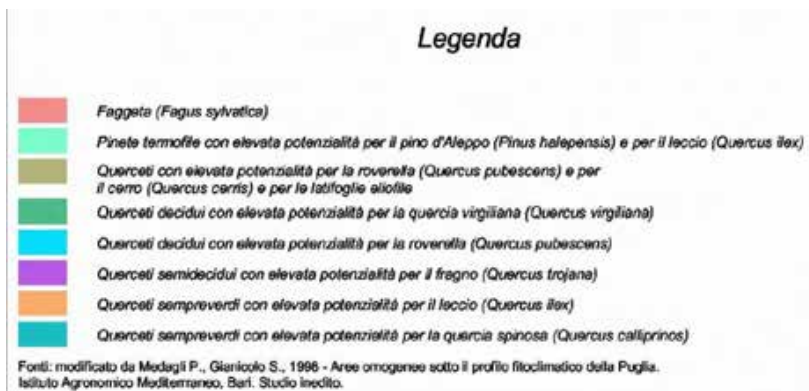 Legenda
Faggeta (Fagus sylvatica)
Pinete termofile con elevata potenzialità per il pino d'Aleppo (Pinus halepensis) e per il leccio (Quercus ilex)
Querceti con elevata potenzialità per la roverella (Quercus pubescens) e per
il cerro (Quercus cerris) e per le latifoglie eliofile
Querceti decidui con elevata potenzialità per la quercia virgiliana (Quercus virgiliana)
Querceti decidui con elevata potenzialità per la roverella (Quercus pubescens)
Querceti semidecidui con elevata potenzialità per il fragno (Quercus trojana)
Querceti sempreverdi con elevata potenzialità per il leccio (Quercus ilex)
Querceti sempreverdi con elevata potenzialità per la quercia spinosa (Quercus calliprinos)
Fonti: modificato da Medagli P., Gianicolo S., 1996 - Aree omogenee sotto il profilo fitoclimatico della Puglia.
Istituto Agronomico Mediterraneo, Bari. Studio inedito.